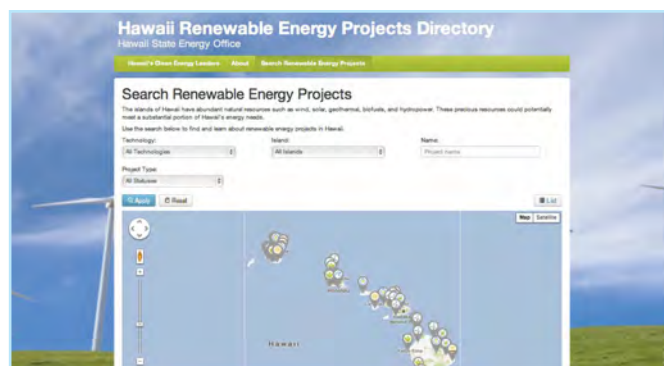 Hawaii Renewable Energy Projects Directory
Hawaii State Energy Office
Hawaii's Clean Energy Leaders About Search Renewable Energy Projects
Search Renewable Energy Projects
The islands of Hawaii have abundant natural resources such as wind, solar, geothermal, biofuels, and hydropower. These precious resources could potentially
meet a substantial portion of Hawaii's energy needs.
Use the search below to find and learn about renewable energy projects in Hawaii.
Technology: Island: Name:
All Technologies All Islands Project name
Project Type:
All Statuses
Apply Reset List
Map Satellite
Hawaii